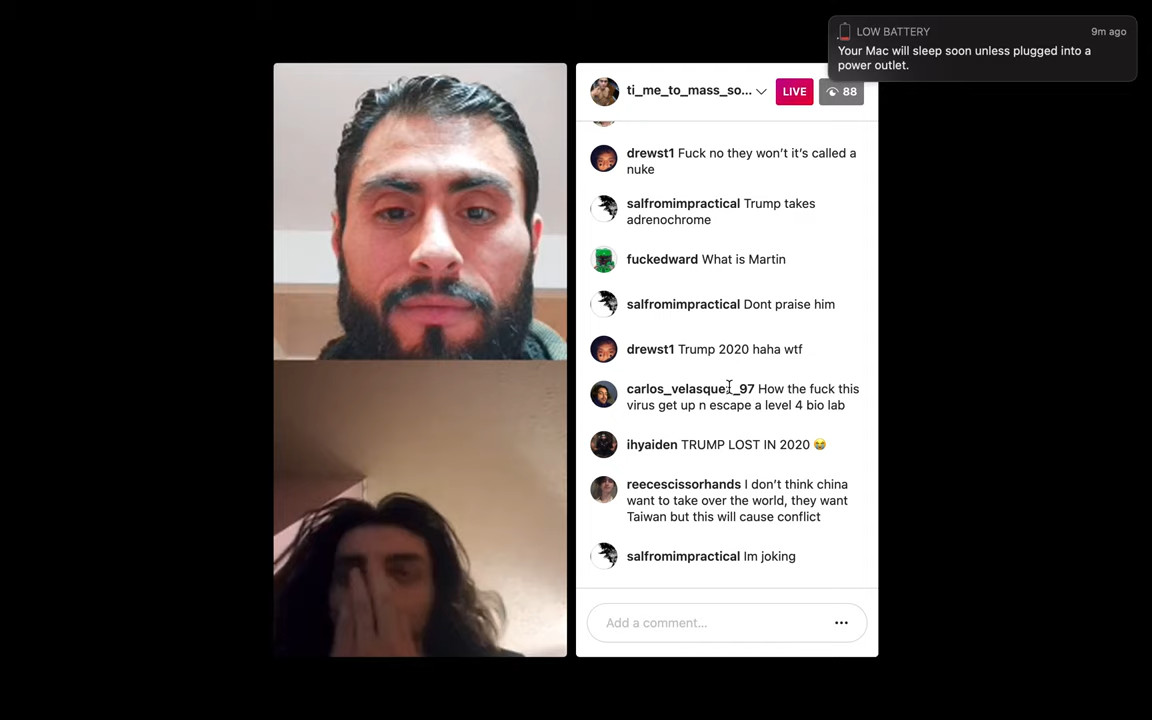 LOW BATTERY
9m ago
Your Mac will sleep soon unless plugged into a
power outlet.
ti_me_to_mass_so...
LIVE
88
drewst1 Fuck no they won’t it’s called a
nuke
salfromimpractical Trump takes
adrenochrome
fuckedward What is Martin
salfromimpractical Dont praise him
drewst1 Trump 2020 haha wtf
carlos_velasquez_97 How the fuck this
virus get up n escape a level 4 bio lab
ihyaiden TRUMP LOST IN 2020 😂
reecescissorhands I don’t think china
want to take over the world, they want
Taiwan but this will cause conflict
salfromimpractical Im joking
Add a comment...